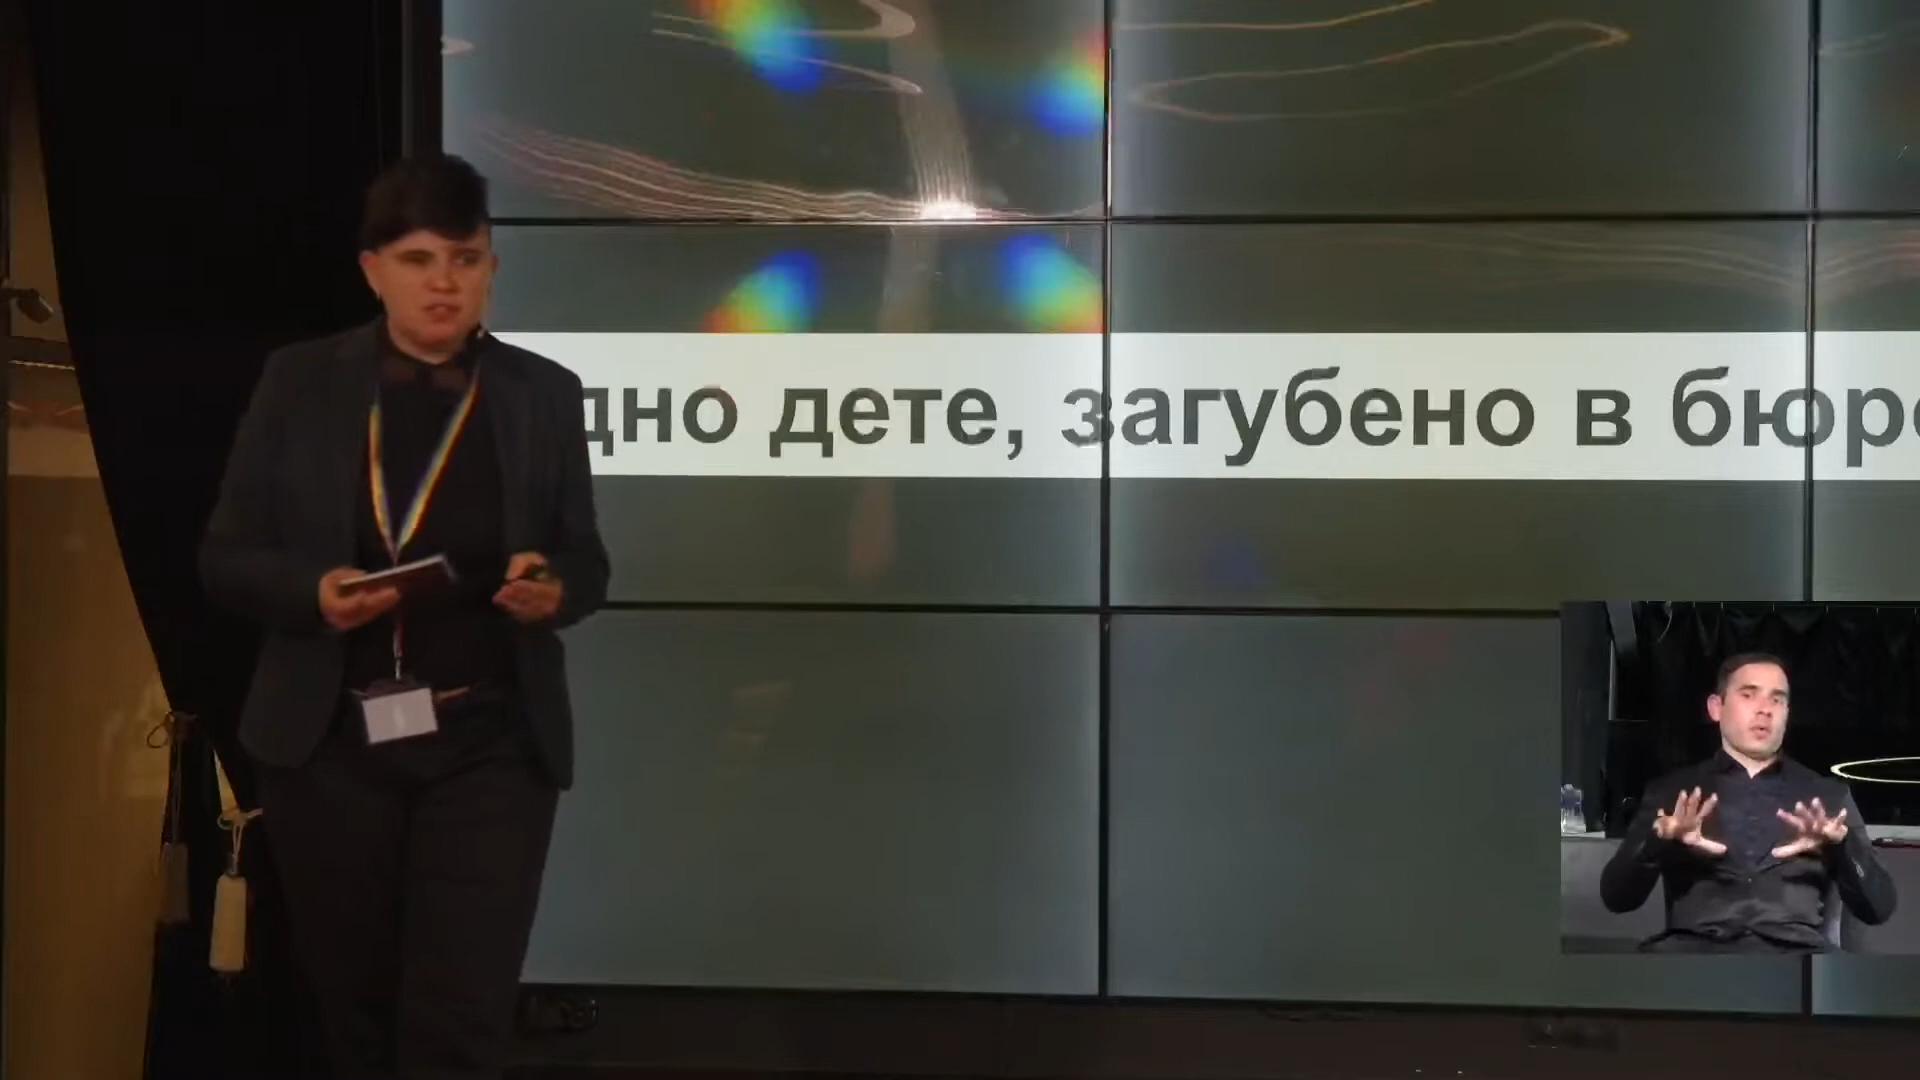 дно дете, загубено в бюр